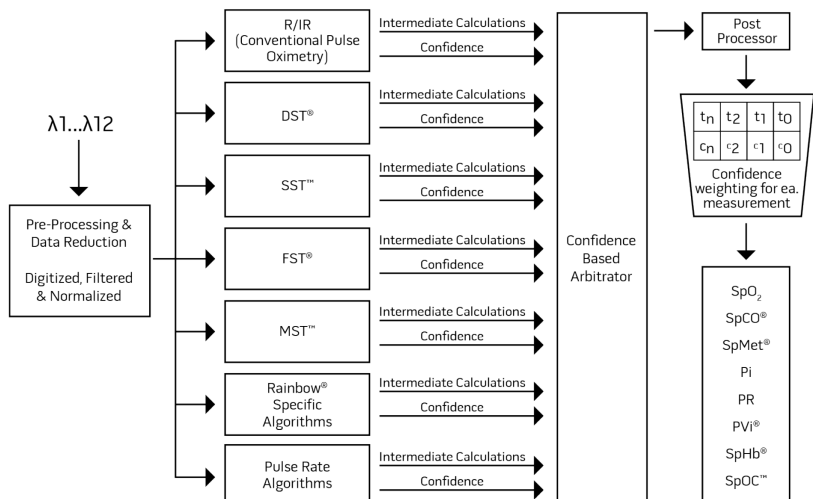 λ1...λ12
Pre-Processing &
Data Reduction
Digitized, Filtered
& Normalized
R/IR
(Conventional Pulse
Oximetry)
Intermediate Calculations
Confidence
DST®
Intermediate Calculations
Confidence
SST™
Intermediate Calculations
Confidence
FST®
Intermediate Calculations
Confidence
MST™
Intermediate Calculations
Confidence
Rainbow®
Specific
Algorithms
Intermediate Calculations
Confidence
Pulse Rate
Algorithms
Intermediate Calculations
Confidence
Confidence
Based
Arbitrator
Post
Processor
tn t2 t1 t0
cn c2 c1 c0
Confidence
weighting for ea.
measurement
SpO₂
SpCO®
SpMet®
Pi
PR
PVi®
SpHb®
SpOC™